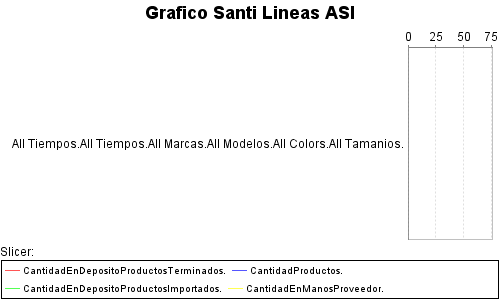 Grafico Santi Lineas ASI
0 25 50 75
All Tiempos.All Tiempos.All Marcas.All Modelos.All Colors.All Tamanios.
Slicer:
CantidadEnDepositoProductosTerminados. CantidadProductos.
CantidadEnDepositoProductosImportados. CantidadEnManosProveedor.